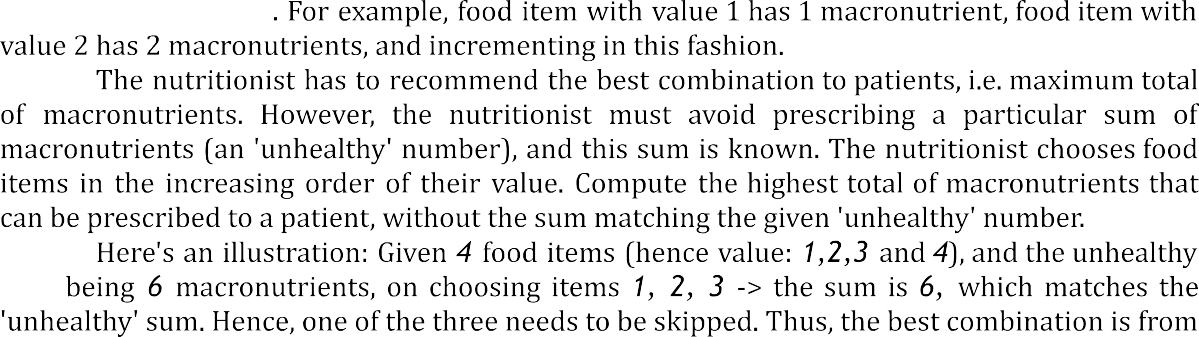 . For example, food item with value 1 has 1 macronutrient, food item with
value 2 has 2 macronutrients, and incrementing in this fashion.
The nutritionist has to recommend the best combination to patients, i.e. maximum total
of macronutrients. However, the nutritionist must avoid prescribing a particular sum of
macronutrients (an 'unhealthy' number), and this sum is known. The nutritionist chooses food
items in the increasing order of their value. Compute the highest total of macronutrients that
can be prescribed to a patient, without the sum matching the given 'unhealthy' number.
Here's an illustration: Given 4 food items (hence value: 1,2,3 and 4), and the unhealthy
being 6 macronutrients, on choosing items 1, 2, 3 -> the sum is 6, which matches the
'unhealthy' sum. Hence, one of the three needs to be skipped. Thus, the best combination is from